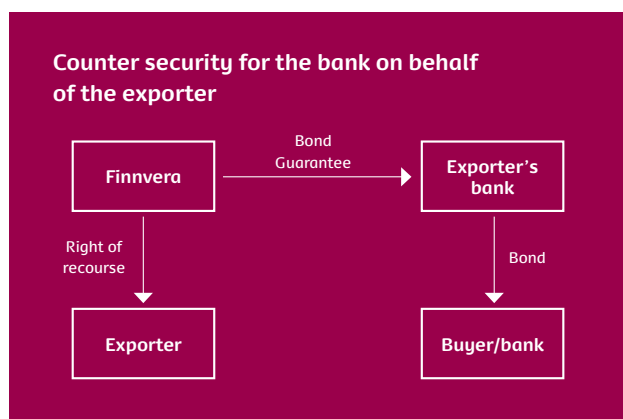 Counter security for the bank on behalf
of the exporter
Bond
Guarantee
Finnvera
Exporter's
bank
Right of
recourse
Bond
Exporter
Buyer/bank